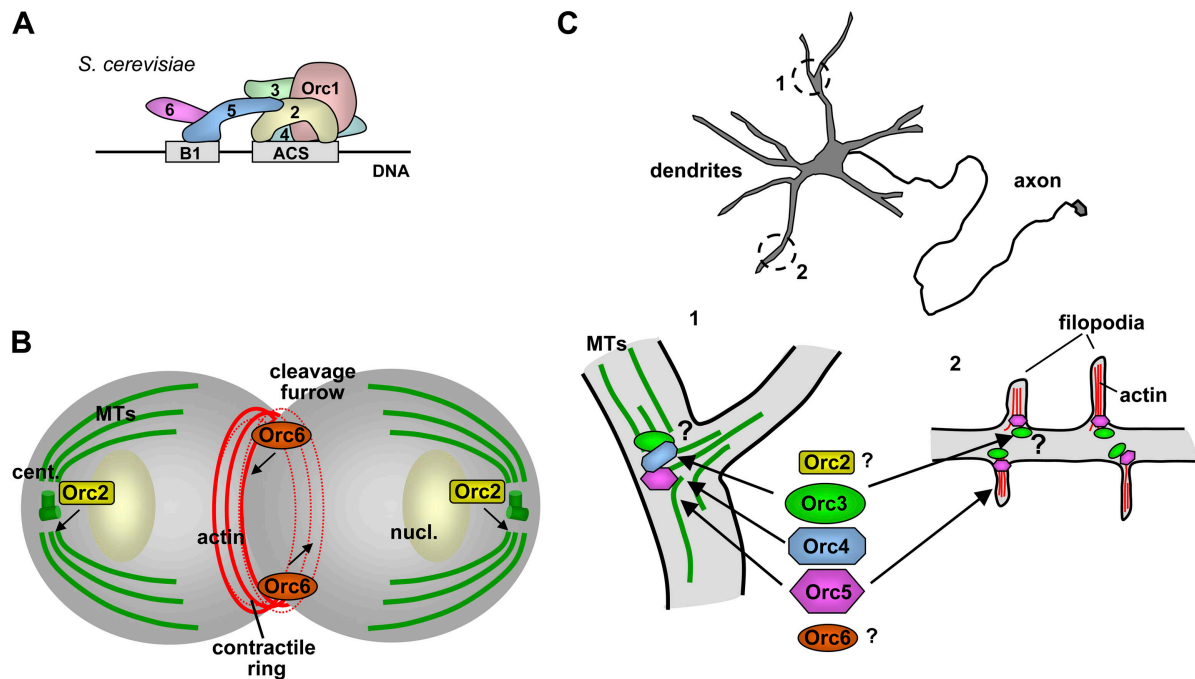 A
S. cerevisiae
3
Orc1
6
5
2
4
B1
ACS
DNA
B
cleavage
furrow
MTs
Orc6
cent.
Orc2
Orc2
actin
nucl.
Orc6
contractile
ring
C
1
dendrites
axon
2
1
MTs
?
Orc2 ?
Orc3
Orc4
Orc5
Orc6 ?
filopodia
2
actin
?